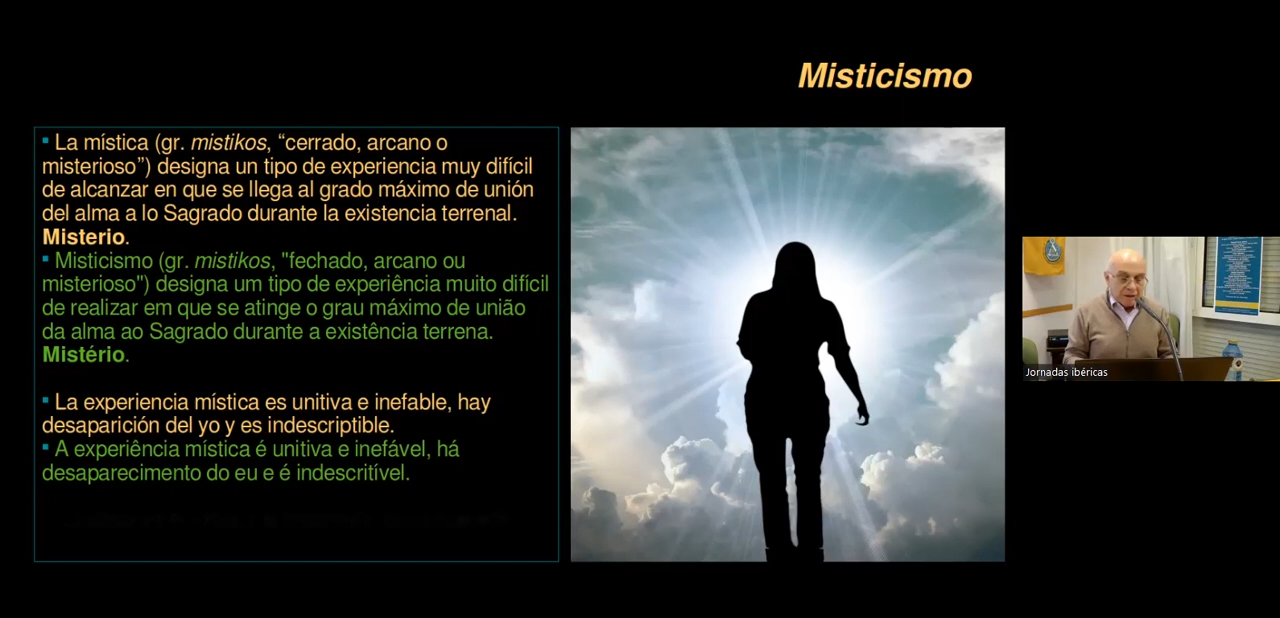 Misticismo
La mística (gr. mistikos, “cerrado, arcano o
misterioso”) designa un tipo de experiencia muy difícil
de alcanzar en que se llega al grado máximo de unión
del alma a lo Sagrado durante la existencia terrenal.
Misterio.
Misticismo (gr. mistikos, "fechado, arcano ou
misterioso") designa um tipo de experiência muito difícil
de realizar em que se atinge o grau máximo de união
da alma ao Sagrado durante a existência terrena.
Mistério.
La experiencia mística es unitiva e inefable, hay
desaparición del yo y es indescriptible.
A experiência mística é unitiva e inefável, há
desaparecimento do eu e é indescritível.
Jornadas ibéricas